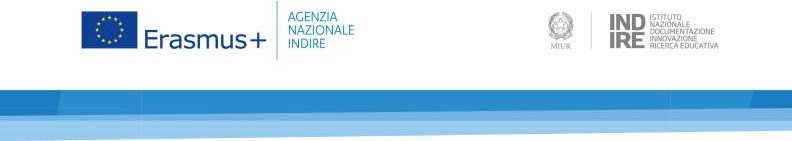 Erasmus+
AGENZIA
NAZIONALE
INDIRE
MIUR
IND
IRE
ISTITUTO
NAZIONALE
DOCUMENTAZIONE
INNOVAZIONE
RICERCA EDUCATIVA